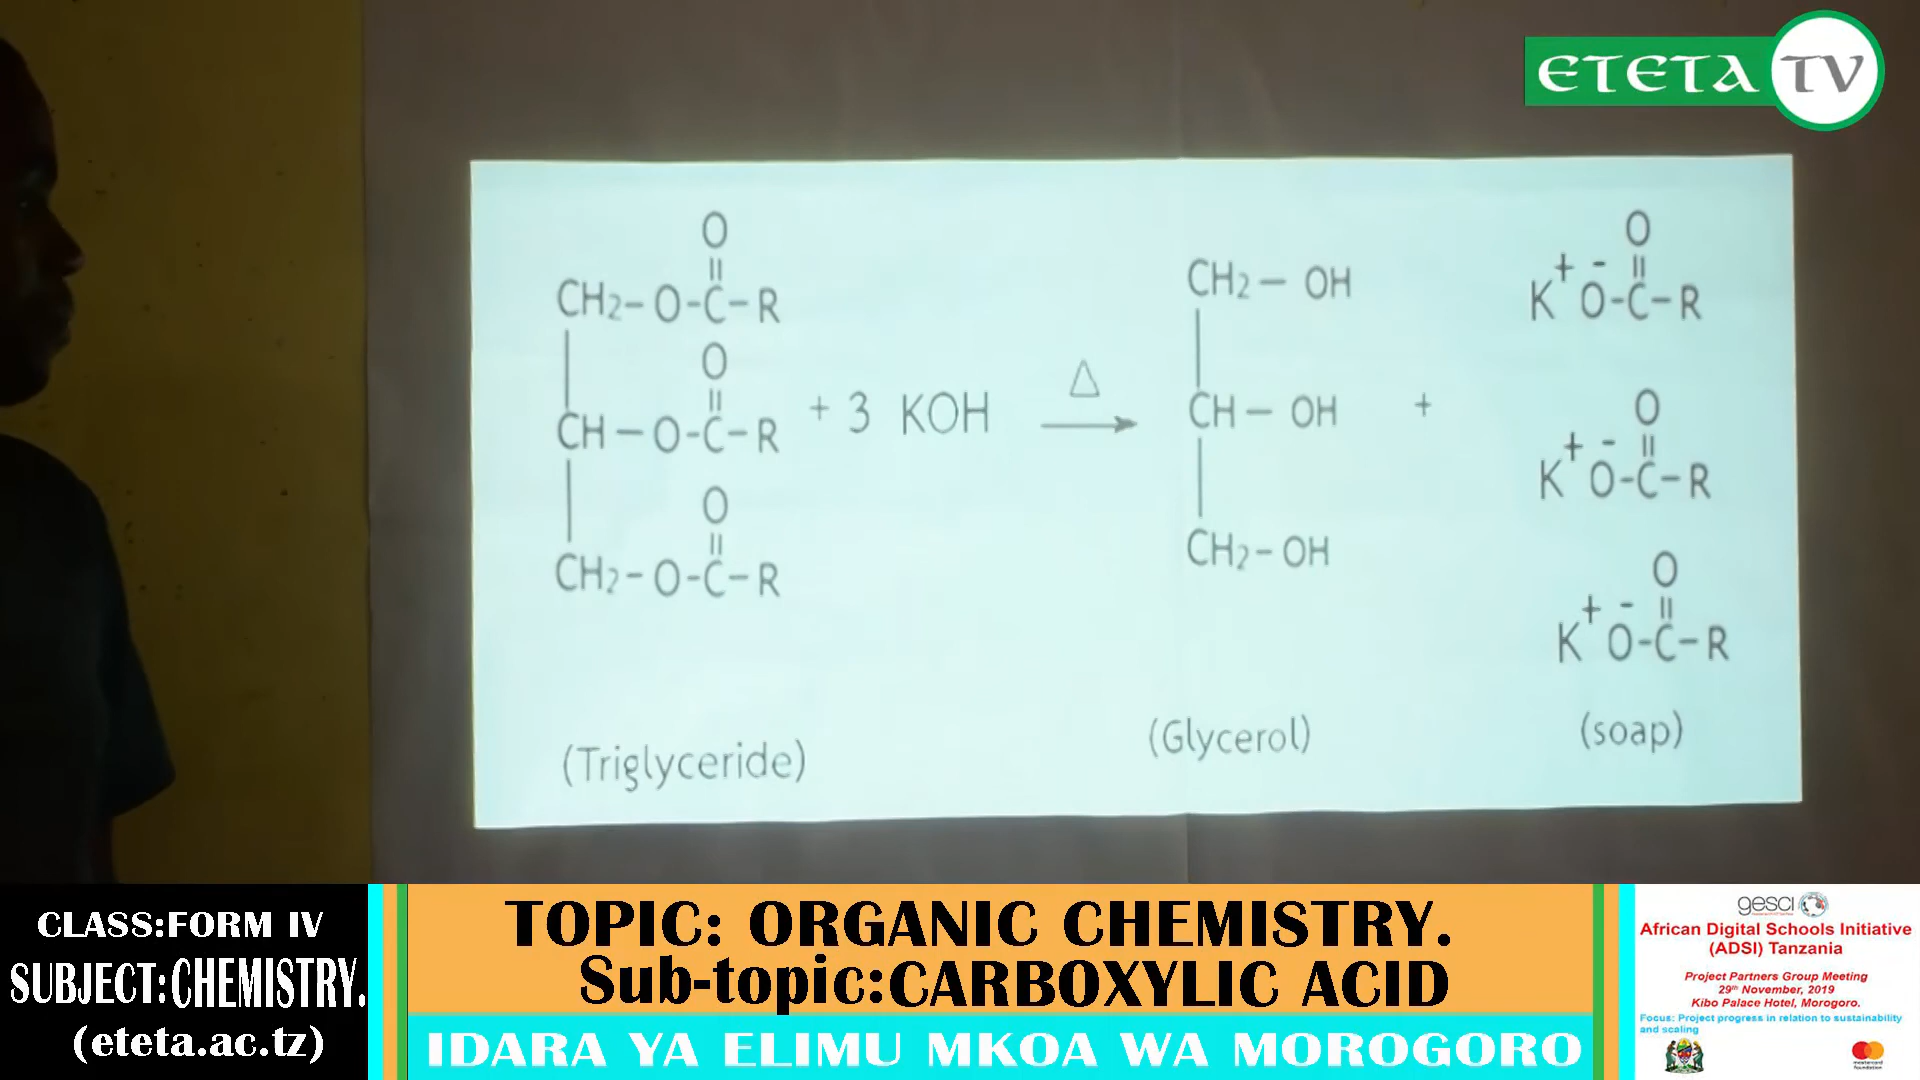 ETETA TV
O O
CH₂– O -C–R CH₂– OH K⁺ ⁻O-C–R
O O
CH – O -C–R + 3 KOH Δ → CH – OH + K⁺ ⁻O-C–R
O O
CH₂– O -C–R CH₂– OH K⁺ ⁻O-C–R
(Triglyceride) (Glycerol) (soap)
CLASS:FORM IV
SUBJECT:CHEMISTRY.
(eteta.ac.tz)
TOPIC: ORGANIC CHEMISTRY.
Sub-topic:CARBOXYLIC ACID
IDARA YA ELIMU MKOA WA MOROGORO
gesci
African Digital Schools Initiative
(ADSI) Tanzania
Project Partners Group Meeting
29th November, 2019
Kibo Palace Hotel, Morogoro.
Focus: Project progress in relation to sustainability
and scaling
mastercard
foundation